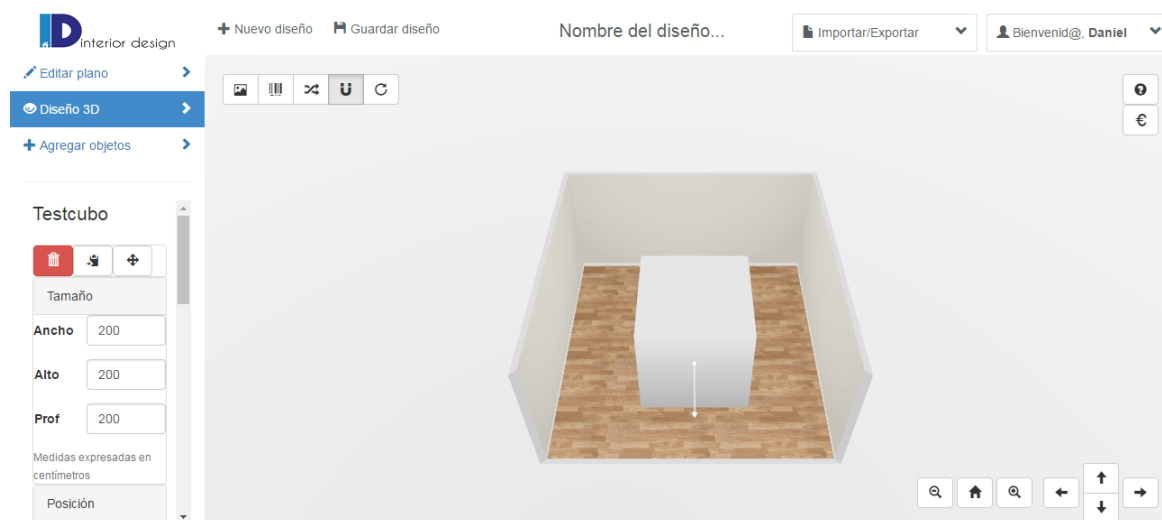 ID interior design
Nuevo diseño Guardar diseño Nombre del diseño... Importar/Exportar Bienvenid@, Daniel
Editar plano
Diseño 3D
Agregar objetos
€
Testcubo
Tamaño
Ancho 200
Alto 200
Prof 200
Medidas expresadas en
centímetros
Posición